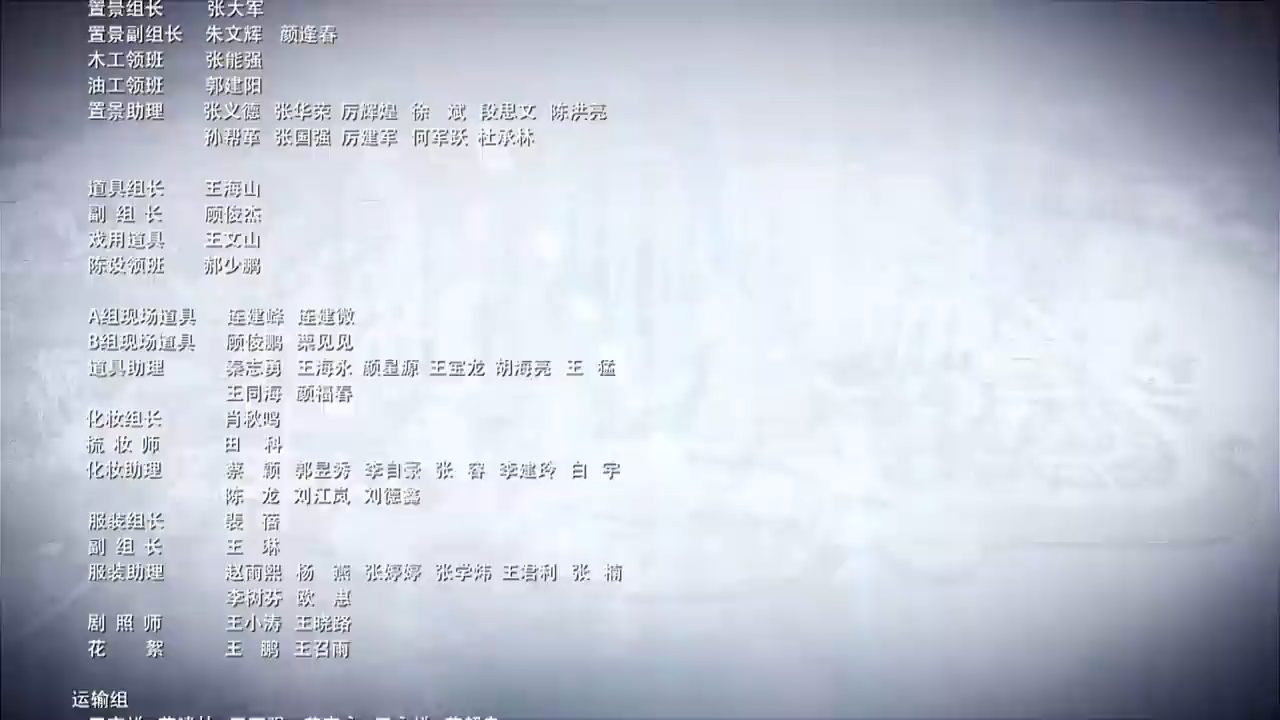 置景组长 张大军
置景副组长 朱文辉 颜逢春
木工领班 张能强
油工领班 郭建阳
置景助理 张义德 张华荣 厉辉煌 徐 斌 段思文 陈洪亮
孙帮革 张国强 厉建军 何军跃 杜承林
道具组长 王海山
副 组 长 顾俊杰
戏用道具 王文山
陈设领班 郝少鹏
A组现场道具 连建峰 连建微
B组现场道具 顾俊鹏 栗见见
道具助理 秦志勇 王海永 颜星源 王宝龙 胡海亮 王 猛
王同海 颜福春
化妆组长 肖秋鸣
梳 妆 师 田 科
化妆助理 蔡 颖 郭昱秀 李自豪 张 容 李建玲 白 宇
陈 龙 刘江岚 刘德鑫
服装组长 裴 蓓
副 组 长 王 琳
服装助理 赵雨熙 杨 燕 张婷婷 张学炜 王君利 张 楠
李树芬 欧 惠
剧 照 师 王小涛 王晓路
花 絮 王 鹏 王召雨
运输组